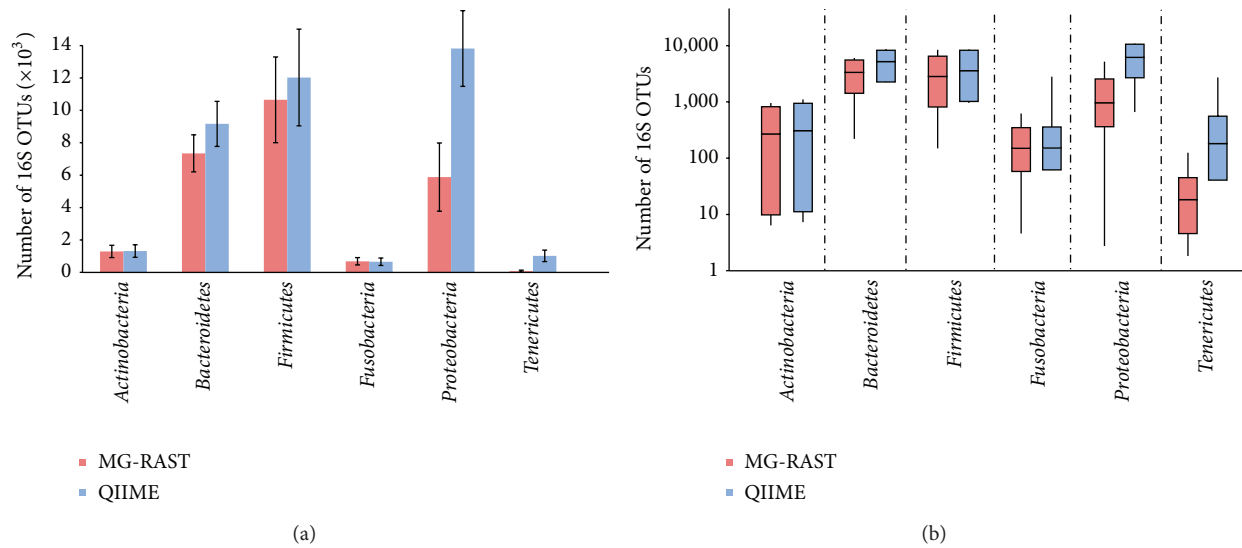 Number of 16S OTUs (×10³)
14
12
10
8
6
4
2
0
Actinobacteria
Bacteroidetes
Firmicutes
Fusobacteria
Proteobacteria
Tenericutes
MG-RAST
QIIME
(a)
Number of 16S OTUs
10,000
1,000
100
10
1
Actinobacteria
Bacteroidetes
Firmicutes
Fusobacteria
Proteobacteria
Tenericutes
MG-RAST
QIIME
(b)